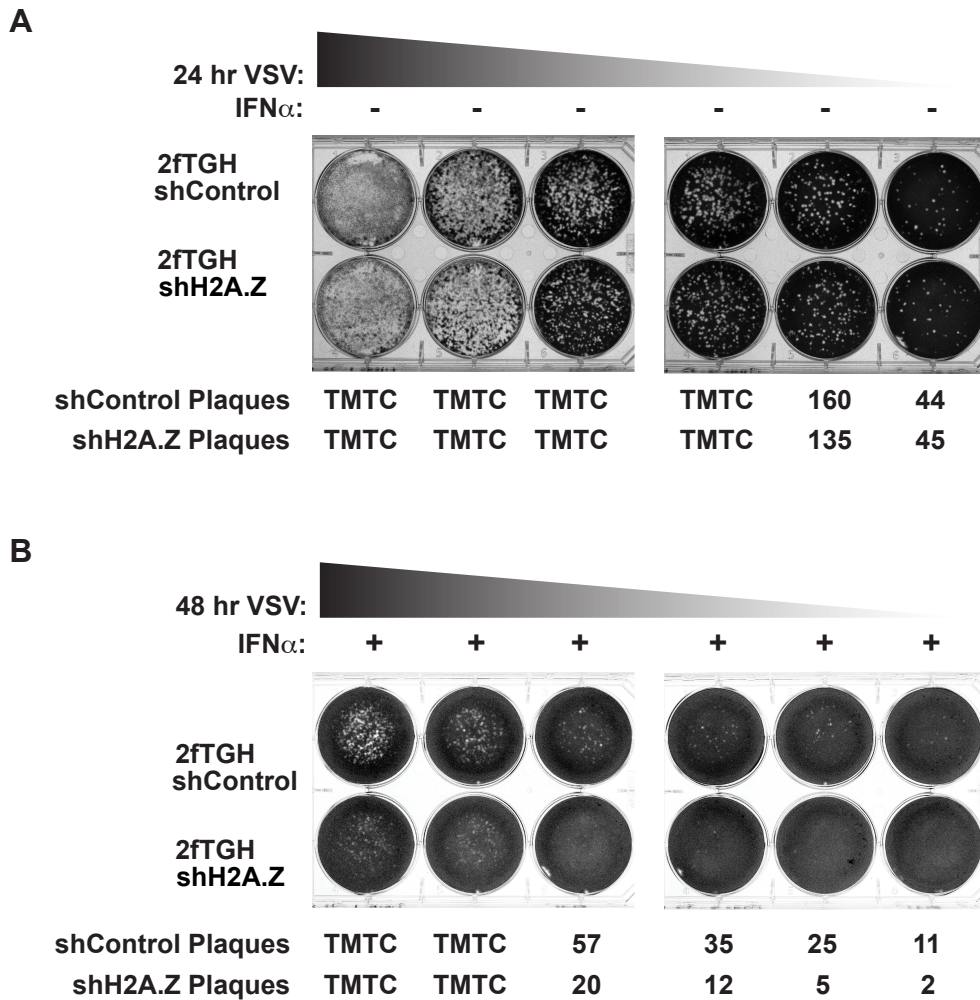 A
24 hr VSV:
IFNα: - - - - - -
2fTGH
shControl
2fTGH
shH2A.Z
shControl Plaques TMTC TMTC TMTC TMTC 160 44
shH2A.Z Plaques TMTC TMTC TMTC TMTC 135 45
B
48 hr VSV:
IFNα: + + + + + +
2fTGH
shControl
2fTGH
shH2A.Z
shControl Plaques TMTC TMTC 57 35 25 11
shH2A.Z Plaques TMTC TMTC 20 12 5 2